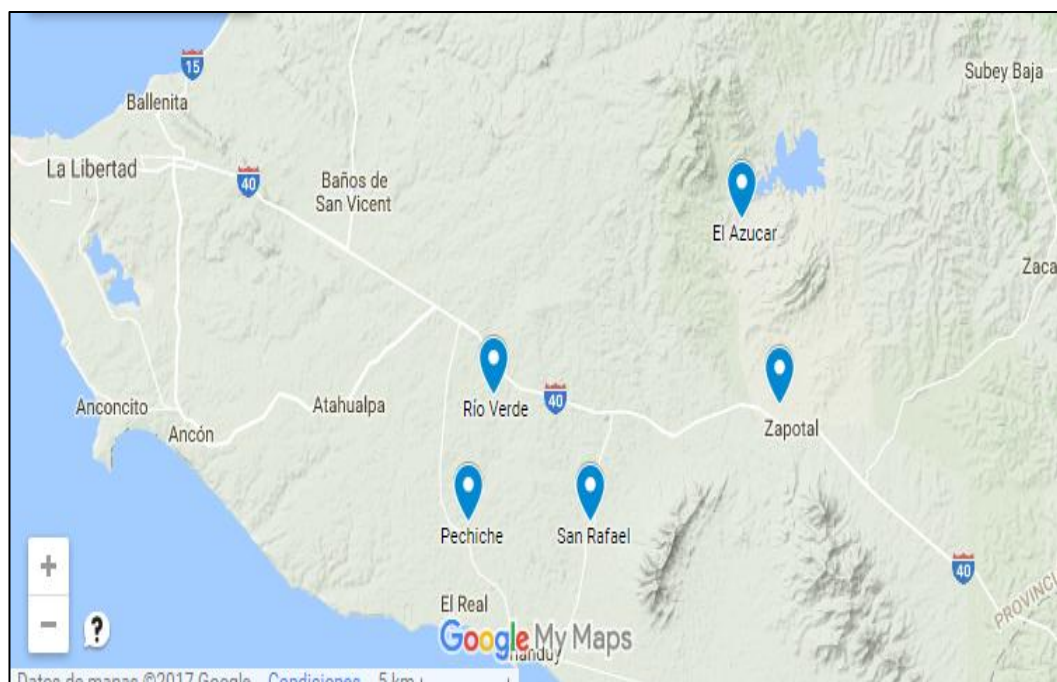 15
Subey Baja
Ballenita
La Libertad
40
Baños de
San Vicent
El Azucar
Zaca
Río Verde
40
Anconcito
Atahualpa
Ancón
Zapotal
Pechiche
San Rafael
40
PROVINCI
El Real
Google My Maps
+
−
?
Datos de mapas ©2017 Google Condiciones 5 km